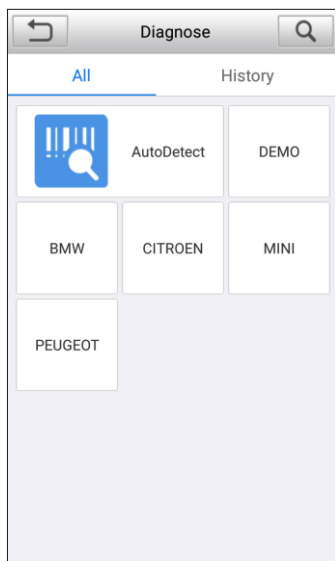 Diagnose
All
History
AutoDetect
DEMO
BMW
CITROEN
MINI
PEUGEOT